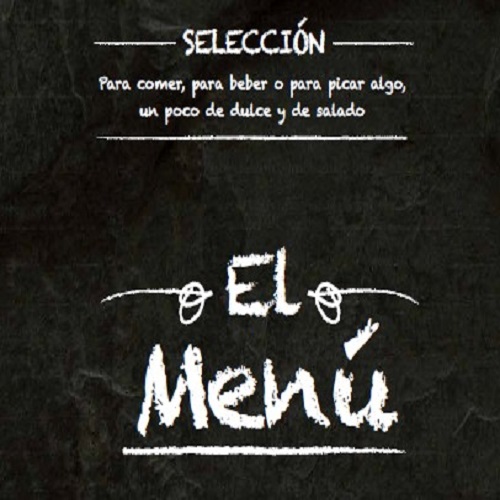 SELECCIÓN
Para comer, para beber o para picar algo,
un poco de dulce y de salado
El
Menú